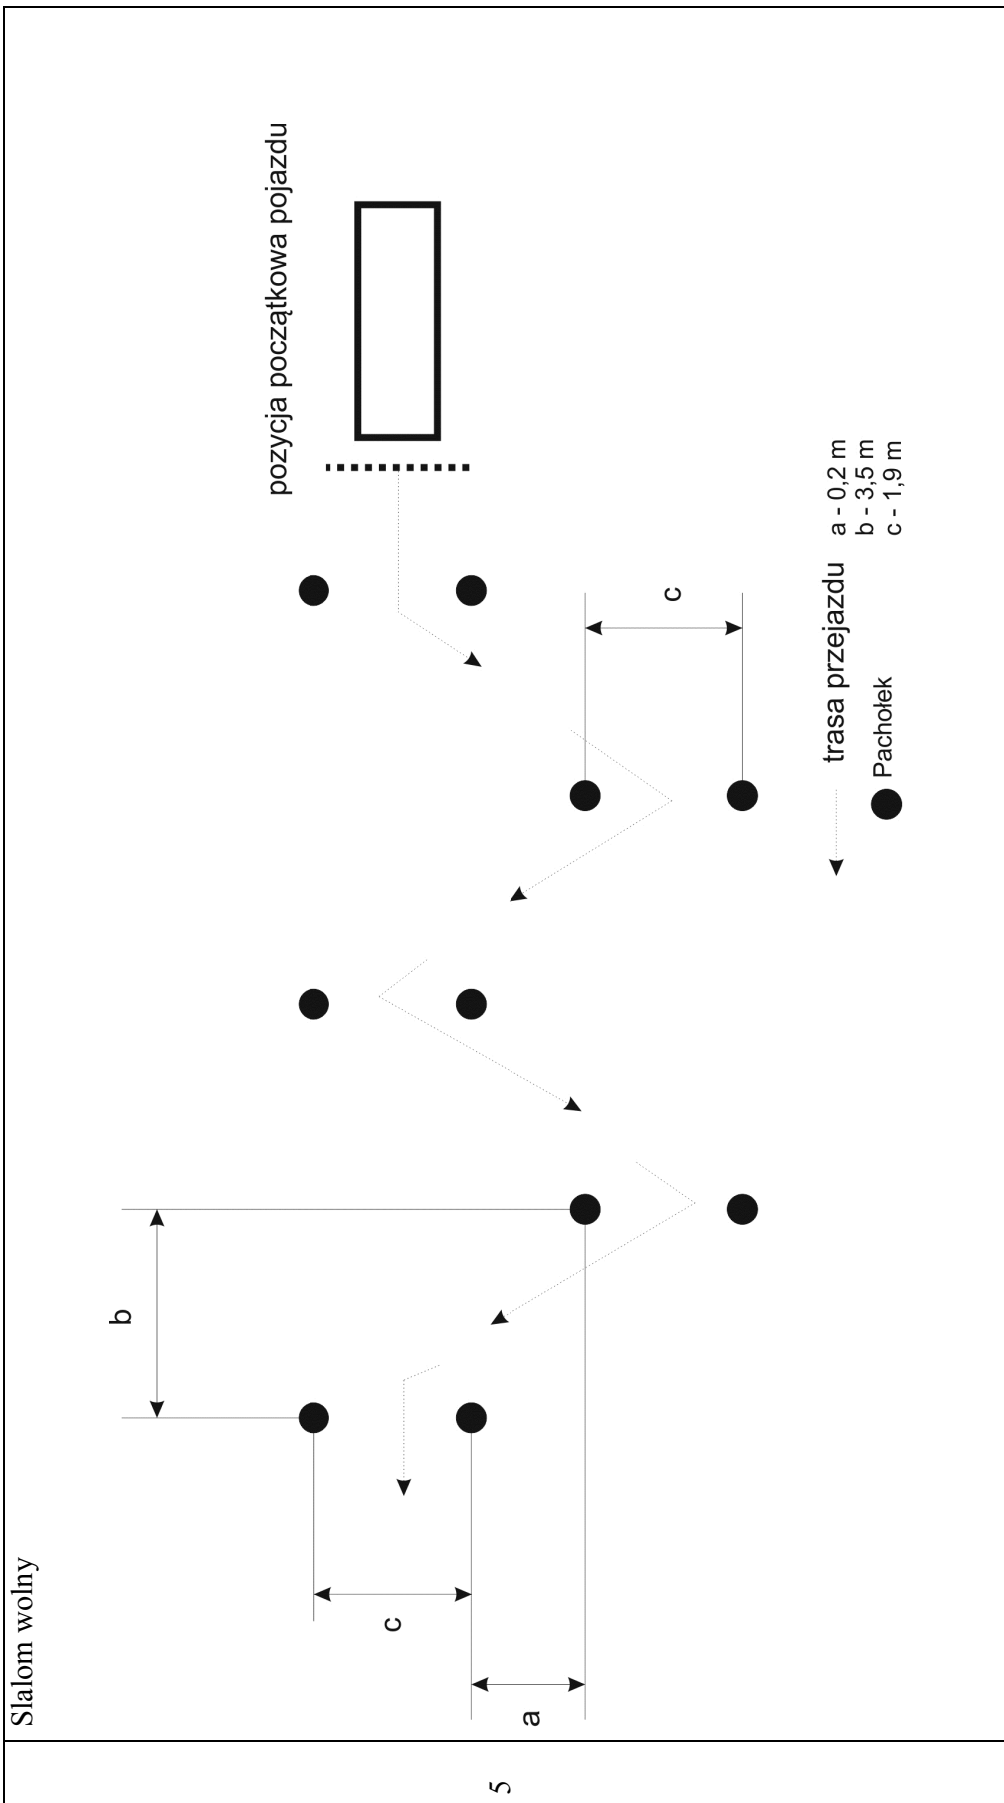 5
Slalom wolny
pozycja początkowa pojazdu
b
c
a
c
trasa przejazdu
Pachołek
a - 0,2 m
b - 3,5 m
c - 1,9 m